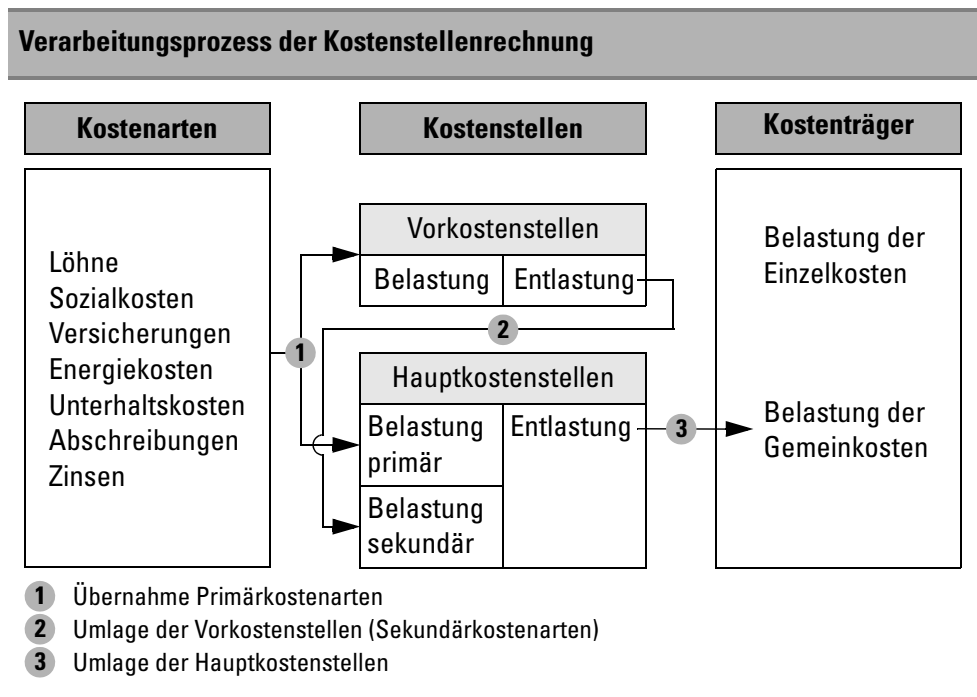 Verarbeitungsprozess der Kostenstellenrechnung
Kostenarten
Kostenstellen
Kostenträger
Löhne
Sozialkosten
Versicherungen
Energiekosten
Unterhaltskosten
Abschreibungen
Zinsen
1
Vorkostenstellen
Belastung
Entlastung
2
Hauptkostenstellen
Belastung
primär
Entlastung
Belastung
sekundär
3
Belastung der
Einzelkosten
Belastung der
Gemeinkosten
1 Übernahme Primärkostenarten
2 Umlage der Vorkostenstellen (Sekundärkostenarten)
3 Umlage der Hauptkostenstellen